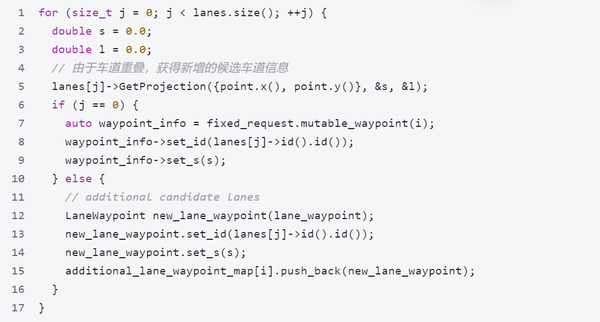 1 for (size_t j = 0; j < lanes.size(); ++j) {
2   double s = 0.0;
3   double l = 0.0;
4   // 由于车道重叠，获得新增的候选车道信息
5   lanes[j]->GetProjection({point.x(), point.y()}, &s, &l);
6   if (j == 0) {
7     auto waypoint_info = fixed_request.mutable_waypoint(i);
8     waypoint_info->set_id(lanes[j]->id().id());
9     waypoint_info->set_s(s);
10   } else {
11     // additional candidate lanes
12     LaneWaypoint new_lane_waypoint(lane_waypoint);
13     new_lane_waypoint.set_id(lanes[j]->id().id());
14     new_lane_waypoint.set_s(s);
15     additional_lane_waypoint_map[i].push_back(new_lane_waypoint);
16   }
17 }